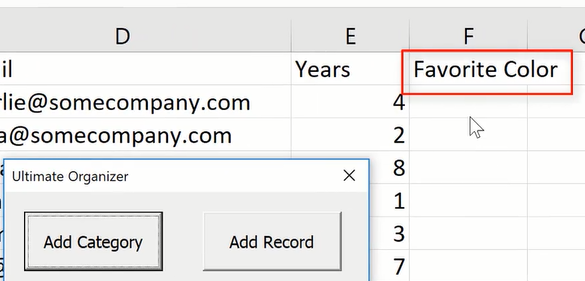 D E F
il Years Favorite Color
rlie@somecompany.com 4
a@somecompany.com 2
Ultimate Organizer 8
1
Add Category Add Record 3
7